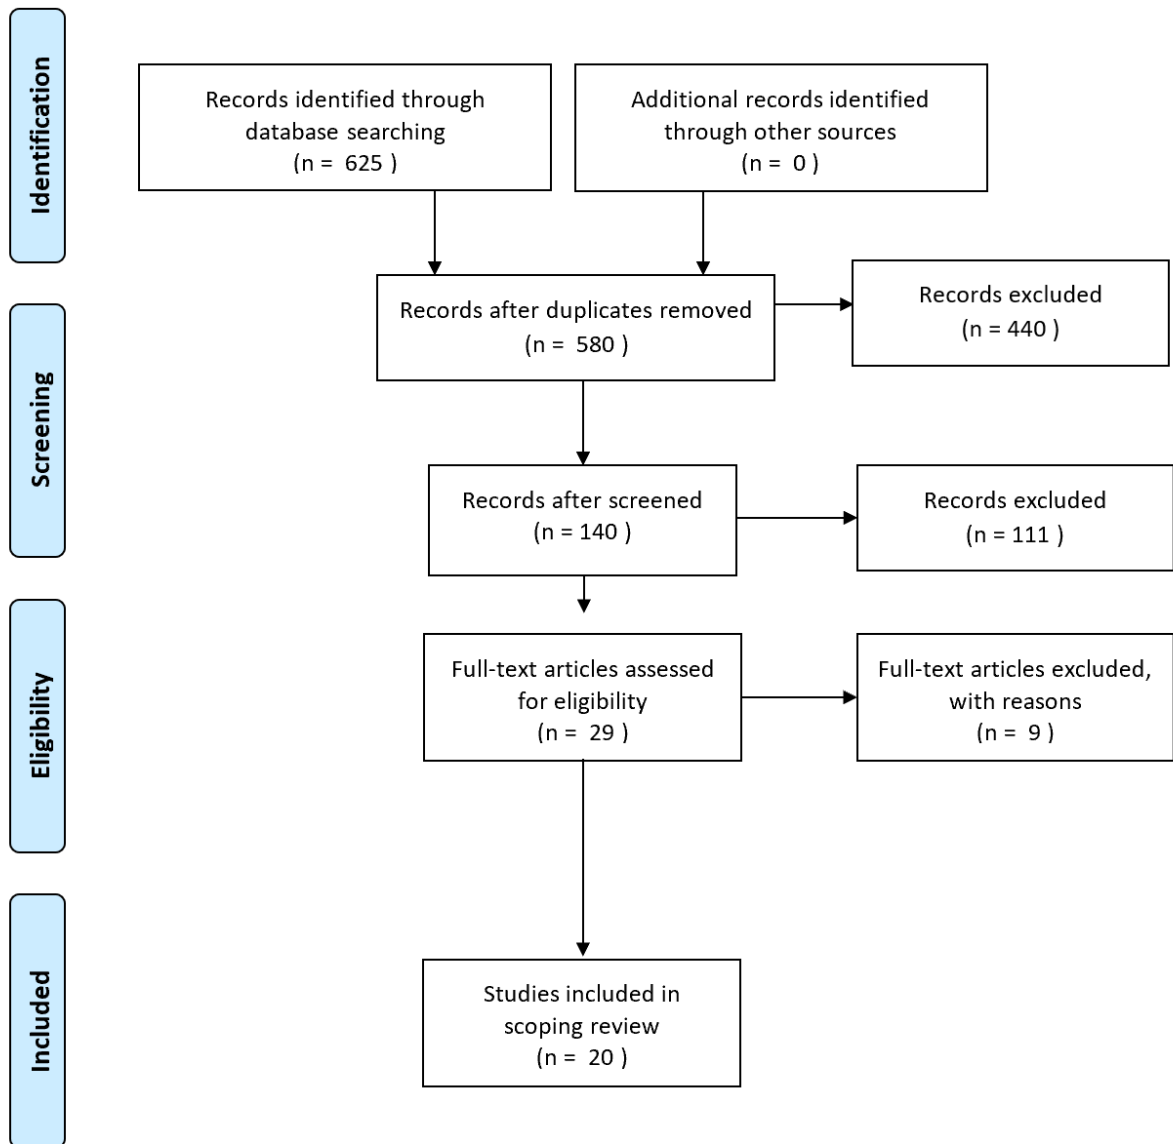 Identification
Records identified through
database searching
(n =  625 )
Additional records identified
through other sources
(n =  0 )
Records after duplicates removed
(n =  580 )
Records excluded
(n = 440 )
Screening
Records after screened
(n = 140 )
Records excluded
(n = 111 )
Eligibility
Full-text articles assessed
for eligibility
(n =  29 )
Full-text articles excluded,
with reasons
(n =  9 )
Included
Studies included in
scoping review
(n =  20 )